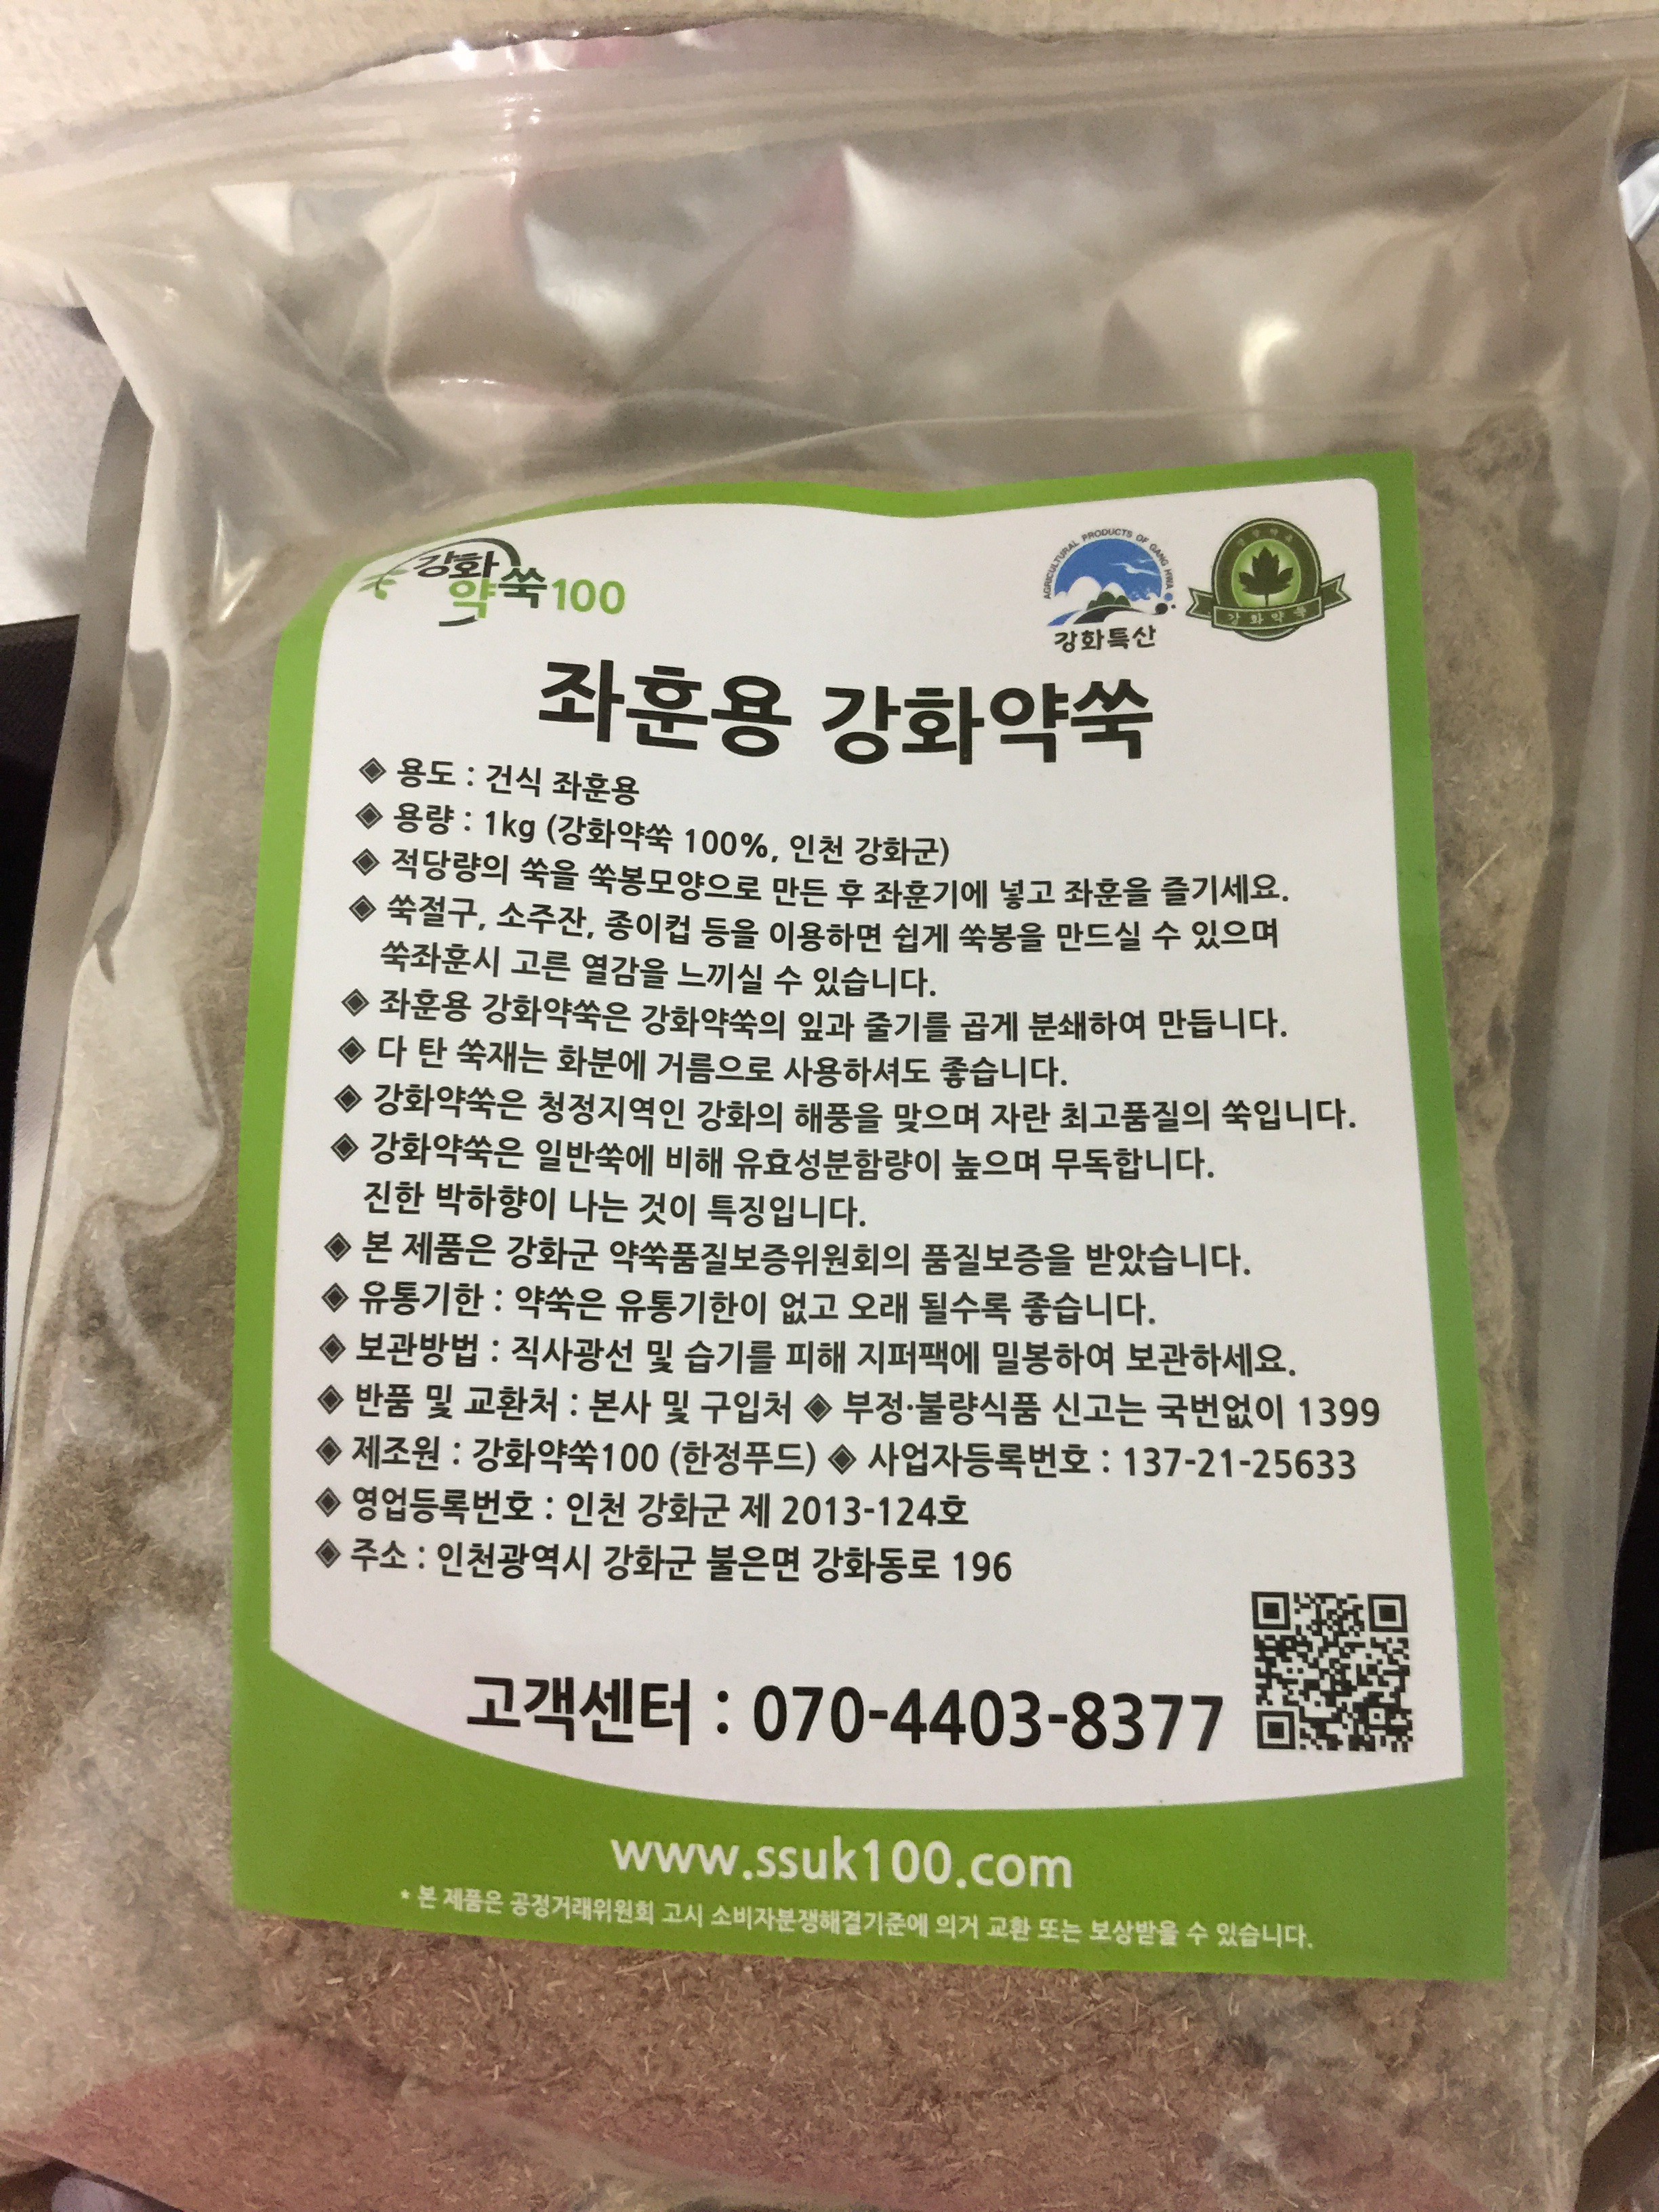 강화
약쑥100
AGRICULTURAL PRODUCTS OF GANG HWA
강화특산
강화약쑥
좌훈용 강화약쑥
◈ 용도 : 건식 좌훈용
◈ 용량 : 1kg (강화약쑥 100%, 인천 강화군)
◈ 적당량의 쑥을 쑥봉모양으로 만든 후 좌훈기에 넣고 좌훈을 즐기세요.
◈ 쑥절구, 소주잔, 종이컵 등을 이용하면 쉽게 쑥봉을 만드실 수 있으며
쑥좌훈시 고른 열감을 느끼실 수 있습니다.
◈ 좌훈용 강화약쑥은 강화약쑥의 잎과 줄기를 곱게 분쇄하여 만듭니다.
◈ 다 탄 쑥재는 화분에 거름으로 사용하셔도 좋습니다.
◈ 강화약쑥은 청정지역인 강화의 해풍을 맞으며 자란 최고품질의 쑥입니다.
◈ 강화약쑥은 일반쑥에 비해 유효성분함량이 높으며 무독합니다.
진한 박하향이 나는 것이 특징입니다.
◈ 본 제품은 강화군 약쑥품질보증위원회의 품질보증을 받았습니다.
◈ 유통기한 : 약쑥은 유통기한이 없고 오래 될수록 좋습니다.
◈ 보관방법 : 직사광선 및 습기를 피해 지퍼팩에 밀봉하여 보관하세요.
◈ 반품 및 교환처 : 본사 및 구입처 ◈ 부정·불량식품 신고는 국번없이 1399
◈ 제조원 : 강화약쑥100 (한정푸드) ◈ 사업자등록번호 : 137-21-25633
◈ 영업등록번호 : 인천 강화군 제 2013-124호
◈ 주소 : 인천광역시 강화군 불은면 강화동로 196
고객센터 : 070-4403-8377
www.ssuk100.com
* 본 제품은 공정거래위원회 고시 소비자분쟁해결기준에 의거 교환 또는 보상받을 수 있습니다.